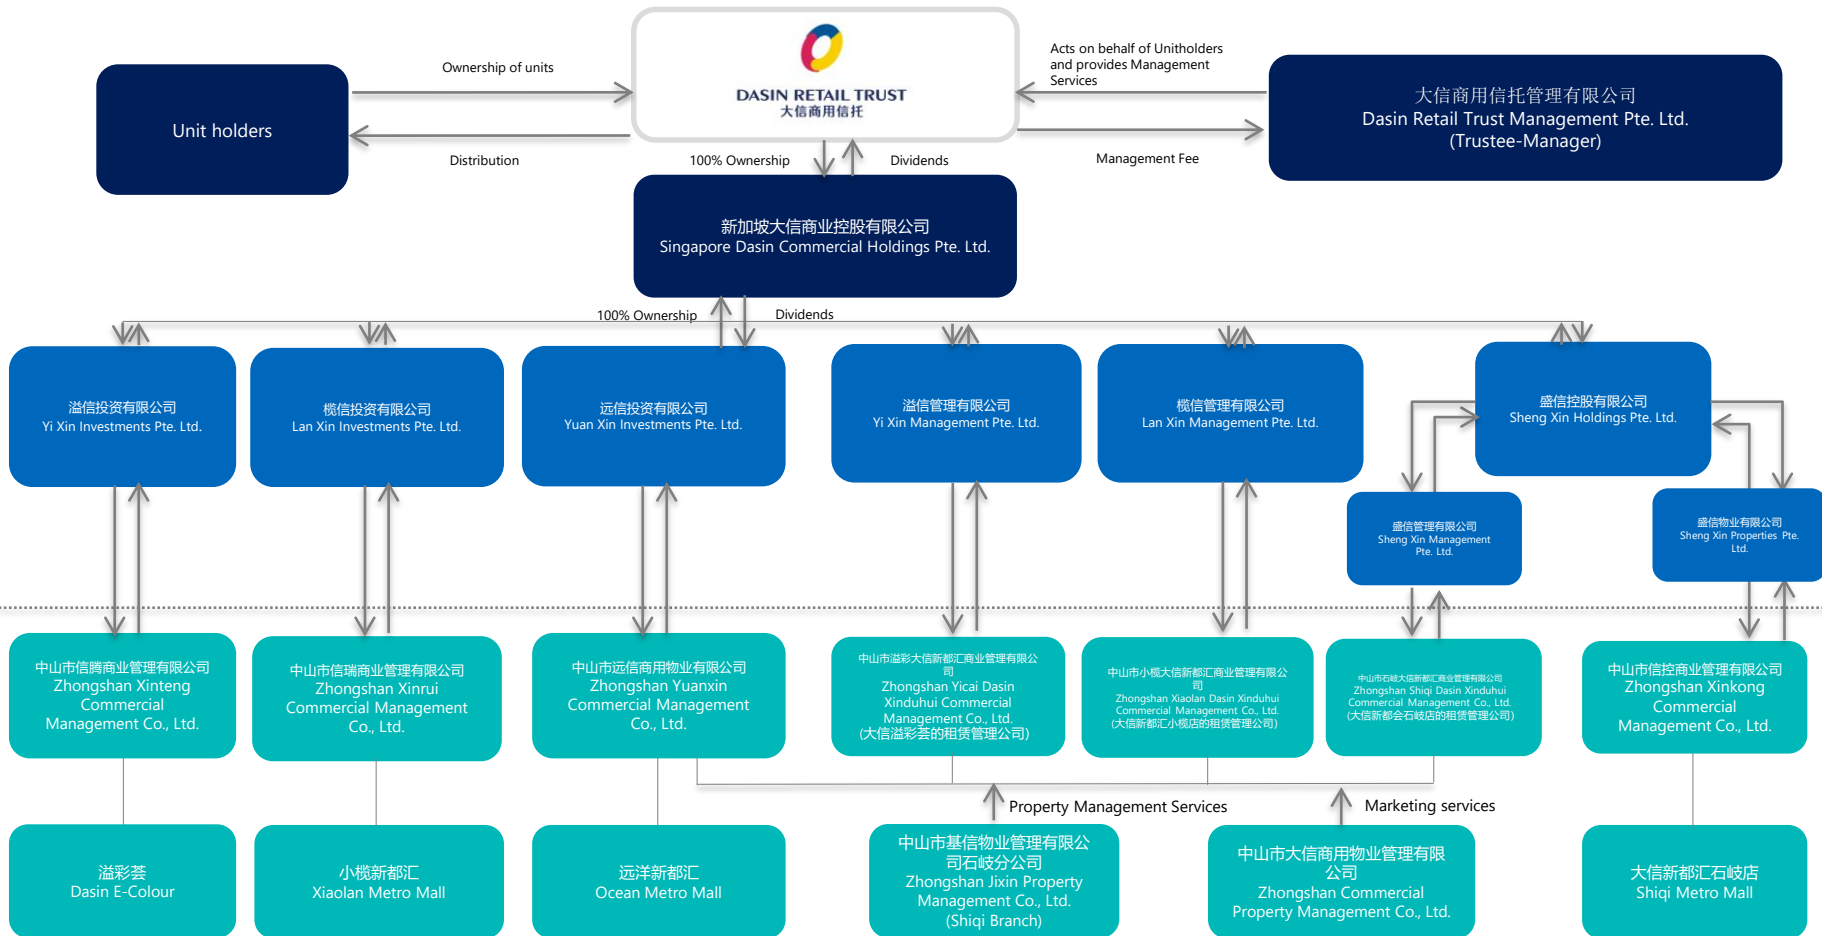 DASIN RETAIL TRUST
大信商用信托
Ownership of units
Acts on behalf of Unitholders
and provides Management
Services
Unit holders
大信商用信托管理有限公司
Dasin Retail Trust Management Pte. Ltd.
(Trustee-Manager)
Distribution
100% Ownership
Dividends
Management Fee
新加坡大信商业控股有限公司
Singapore Dasin Commercial Holdings Pte. Ltd.
100% Ownership
Dividends
溢信投资有限公司
Yi Xin Investments Pte. Ltd.
榄信投资有限公司
Lan Xin Investments Pte. Ltd.
远信投资有限公司
Yuan Xin Investments Pte. Ltd.
溢信管理有限公司
Yi Xin Management Pte. Ltd.
榄信管理有限公司
Lan Xin Management Pte. Ltd.
盛信控股有限公司
Sheng Xin Holdings Pte. Ltd.
盛信管理有限公司
Sheng Xin Management
Pte. Ltd.
盛信物业有限公司
Sheng Xin Properties Pte.
Ltd.
中山市信腾商业管理有限公司
Zhongshan Xinteng
Commercial
Management Co., Ltd.
中山市信瑞商业管理有限公司
Zhongshan Xinrui
Commercial Management
Co., Ltd.
中山市远信商用物业有限公司
Zhongshan Yuanxin
Commercial Management
Co., Ltd.
中山市溢彩大信新都汇商业管理有限公
司
Zhongshan Yicai Dasin
Xinduhui Commercial
Management Co., Ltd.
(大信溢彩荟的租赁管理公司)
中山市小榄大信新都汇商业管理有限公
司
Zhongshan Xiaolan Dasin Xinduhui
Commercial Management Co., Ltd.
(大信新都汇小榄店的租赁管理公司)
中山市石岐大信新都汇商业管理有限公司
Zhongshan Shiqi Dasin Xinduhui
Commercial Management Co., Ltd.
(大信新都会石岐店的租赁管理公司)
中山市信控商业管理有限公司
Zhongshan Xinkong
Commercial
Management Co., Ltd.
Property Management Services
Marketing services
溢彩荟
Dasin E-Colour
小榄新都汇
Xiaolan Metro Mall
远洋新都汇
Ocean Metro Mall
中山市基信物业管理有限公
司石岐分公司
Zhongshan Jixin Property
Management Co., Ltd.
(Shiqi Branch)
中山市大信商用物业管理有限
公司
Zhongshan Commercial
Property Management Co., Ltd.
大信新都汇石岐店
Shiqi Metro Mall